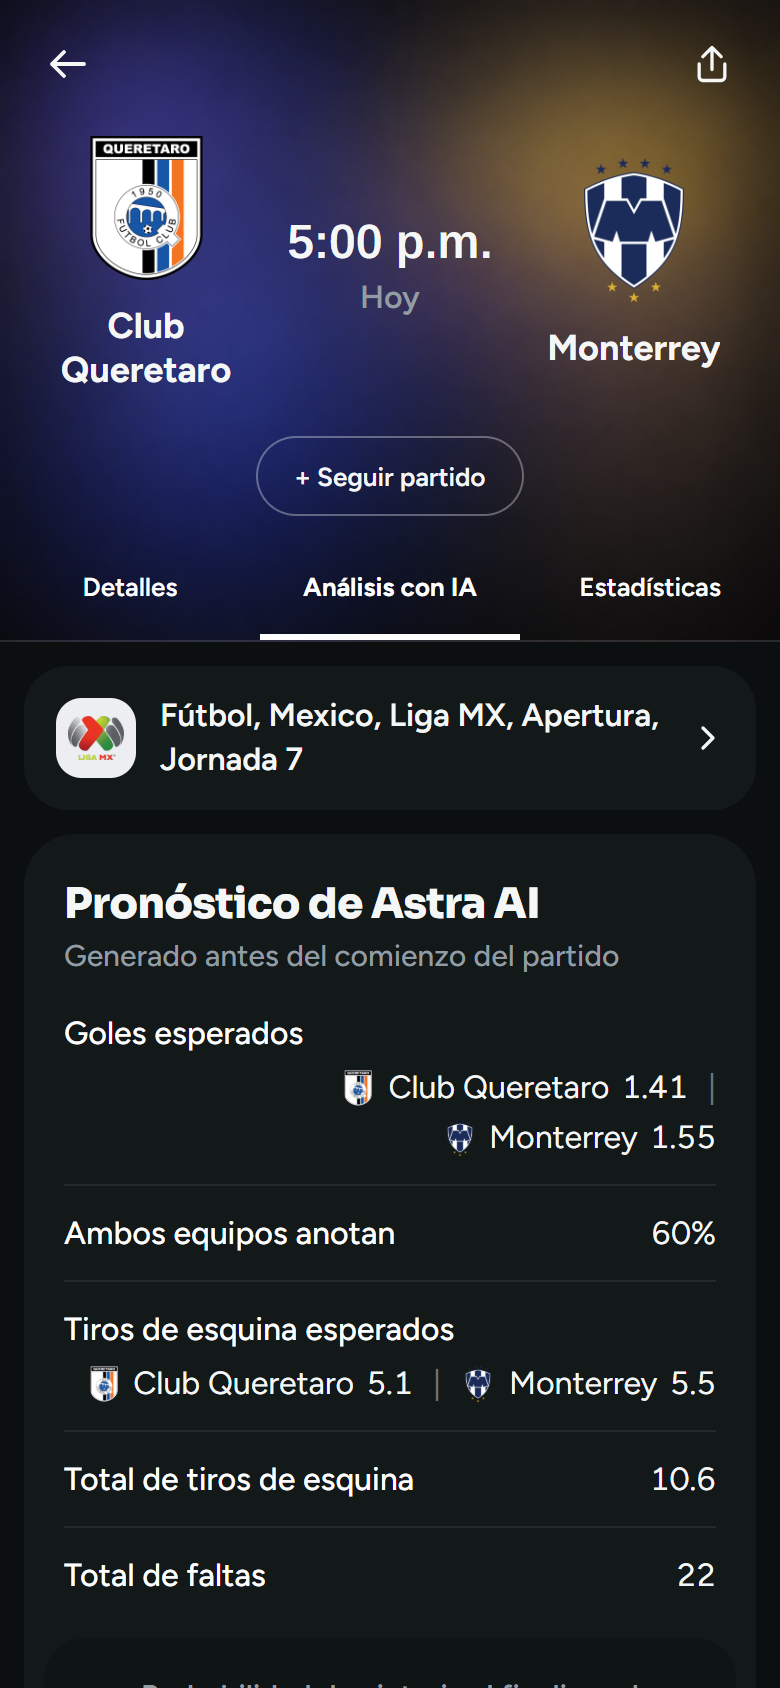 QUERETARO
1950
FUTBOL CLUB
5:00 p.m.
Hoy
Club
Queretaro
Monterrey
+ Seguir partido
Detalles
Análisis con IA
Estadísticas
LIGA MX
Fútbol, Mexico, Liga MX, Apertura,
Jornada 7
Pronóstico de Astra AI
Generado antes del comienzo del partido
Goles esperados
Club Queretaro 1.41 |
Monterrey 1.55
Ambos equipos anotan 60%
Tiros de esquina esperados
Club Queretaro 5.1 | Monterrey 5.5
Total de tiros de esquina 10.6
Total de faltas 22